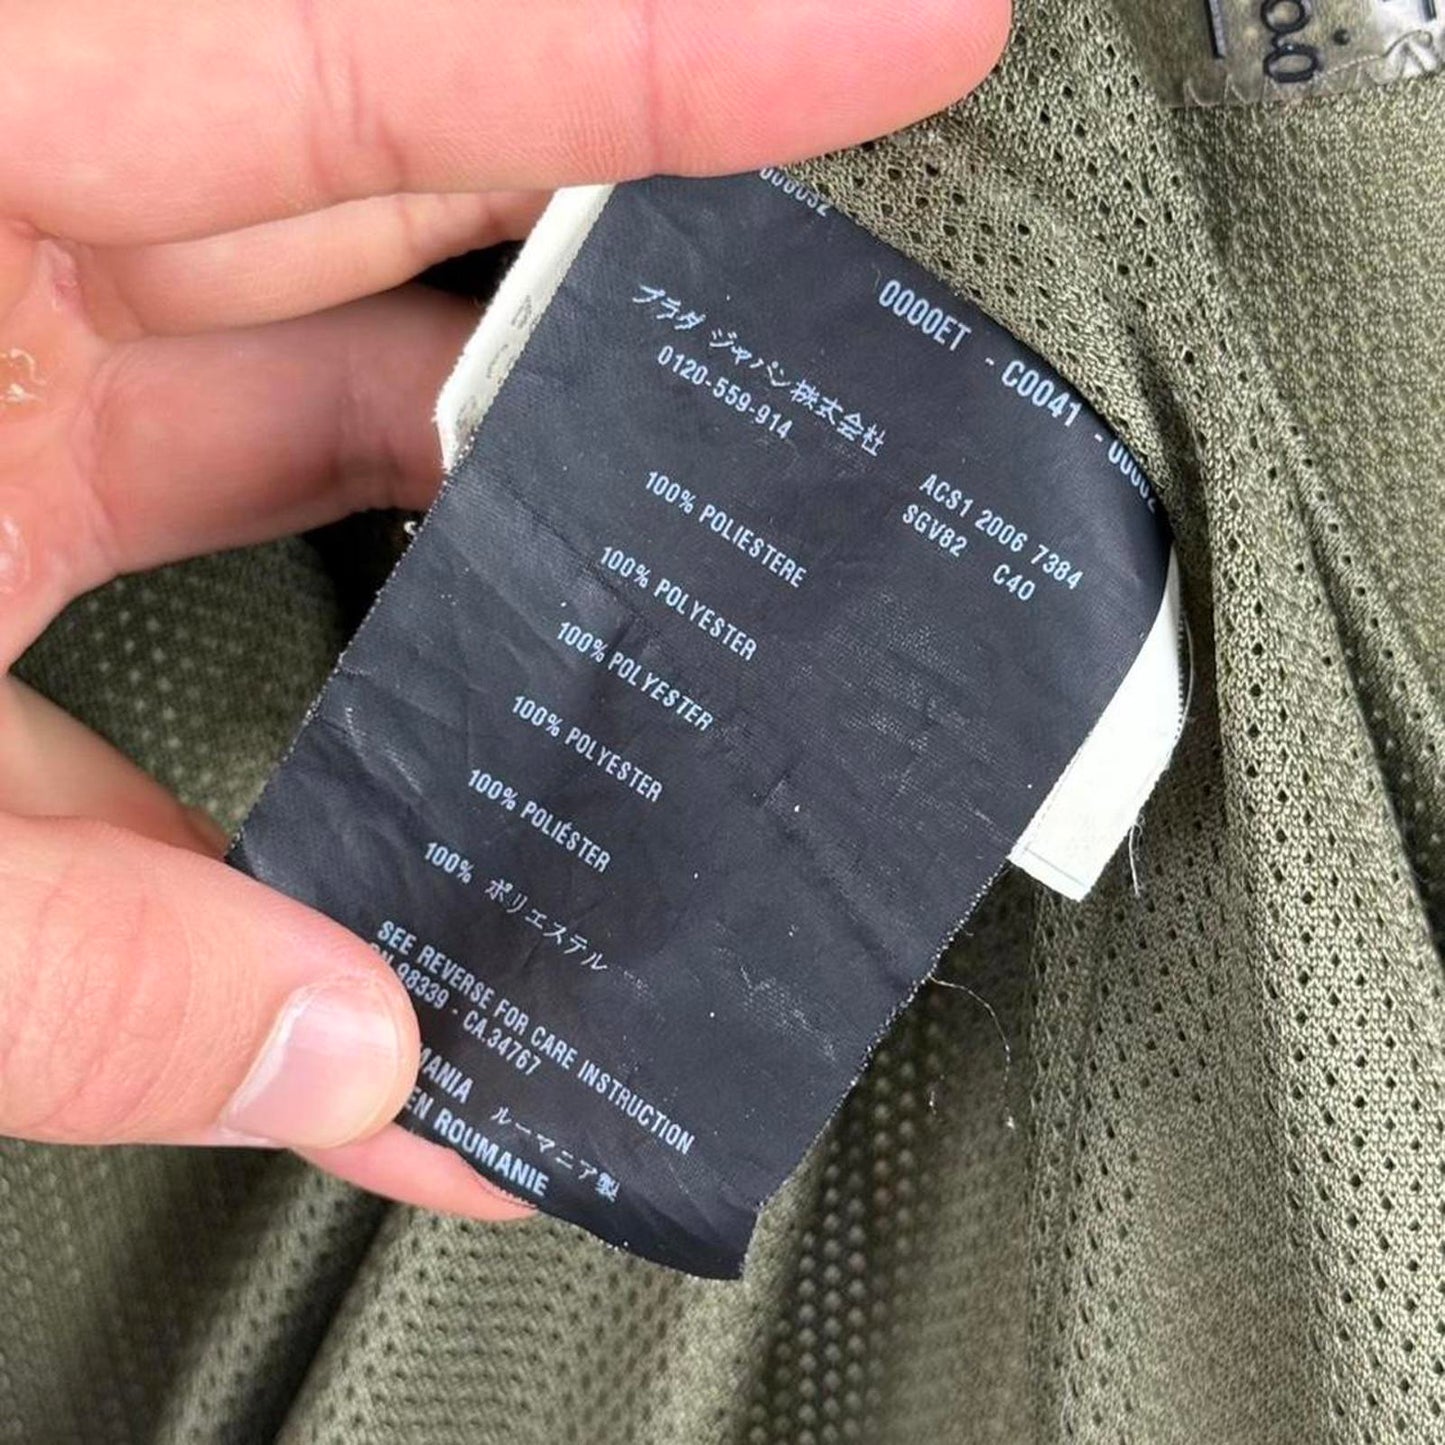 0000ET - C0041 -
プラダ ジャパン株式会社
0120-559-914
ACS1 2006 7384
SGV82 C40
100% POLIESTERE
100% POLYESTER
100% POLYESTER
100% POLYESTER
100% POLIÉSTER
100% ポリエステル
SEE REVERSE FOR CARE INSTRUCTION
98339 - CA.34767
ルーマニア製
EN ROUMANIE